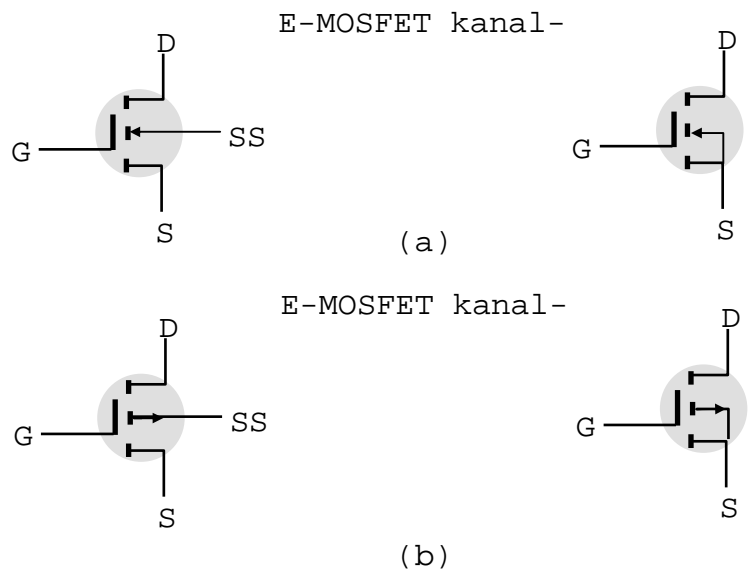 E-MOSFET kanal-
D D
SS
G G
S S
(a)
E-MOSFET kanal-
D D
SS
G G
S S
(b)